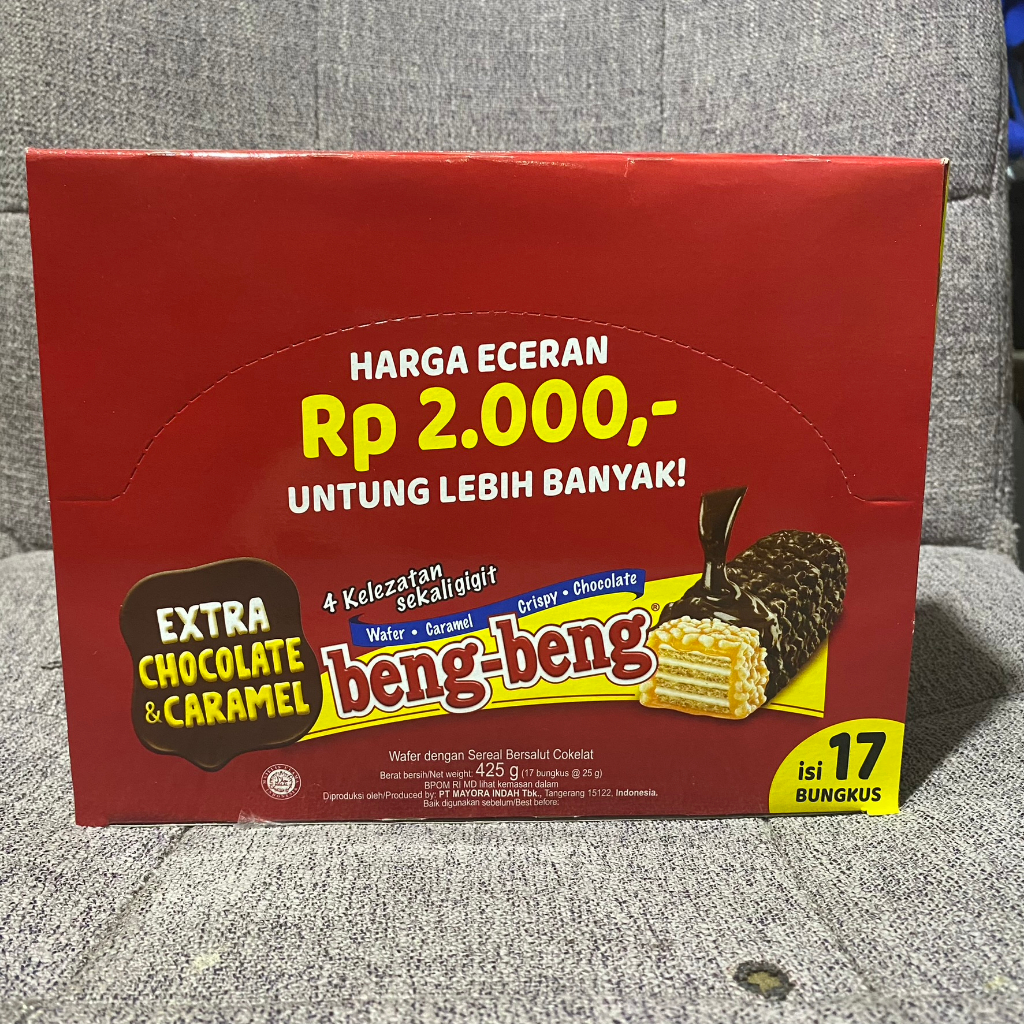 HARGA ECERAN
Rp 2.000,-
UNTUNG LEBIH BANYAK!
4 Kelezatan
sekali gigit
Wafer • Caramel Crispy • Chocolate
beng-beng®
EXTRA
CHOCOLATE
& CARAMEL
Wafer dengan Sereal Bersalut Cokelat
Berat bersih/Net weight: 425 g (17 bungkus @ 25 g)
BPOM RI MD lihat kemasan dalam
Diproduksi oleh/Produced by: PT MAYORA INDAH Tbk., Tangerang 15122, Indonesia.
Baik digunakan sebelum/Best before:
isi 17
BUNGKUS